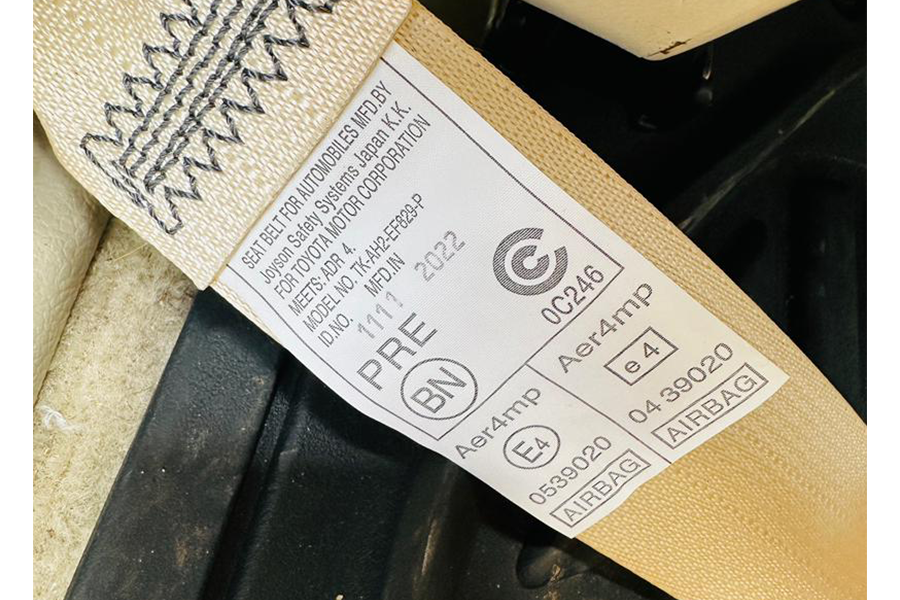 SEAT BELT FOR AUTOMOBILES MFD.BY
Joyson Safety Systems Japan K.K.
FOR TOYOTA MOTOR CORPORATION
MEETS: ADR 4.
MODEL NO. TK-AH2-EF829-P
ID.NO. MFD.IN
1111 2022
PRE
BN
0C246
Aer4mp
E4
0539020
AIRBAG
Aer4mp
e 4
04 39020
AIRBAG